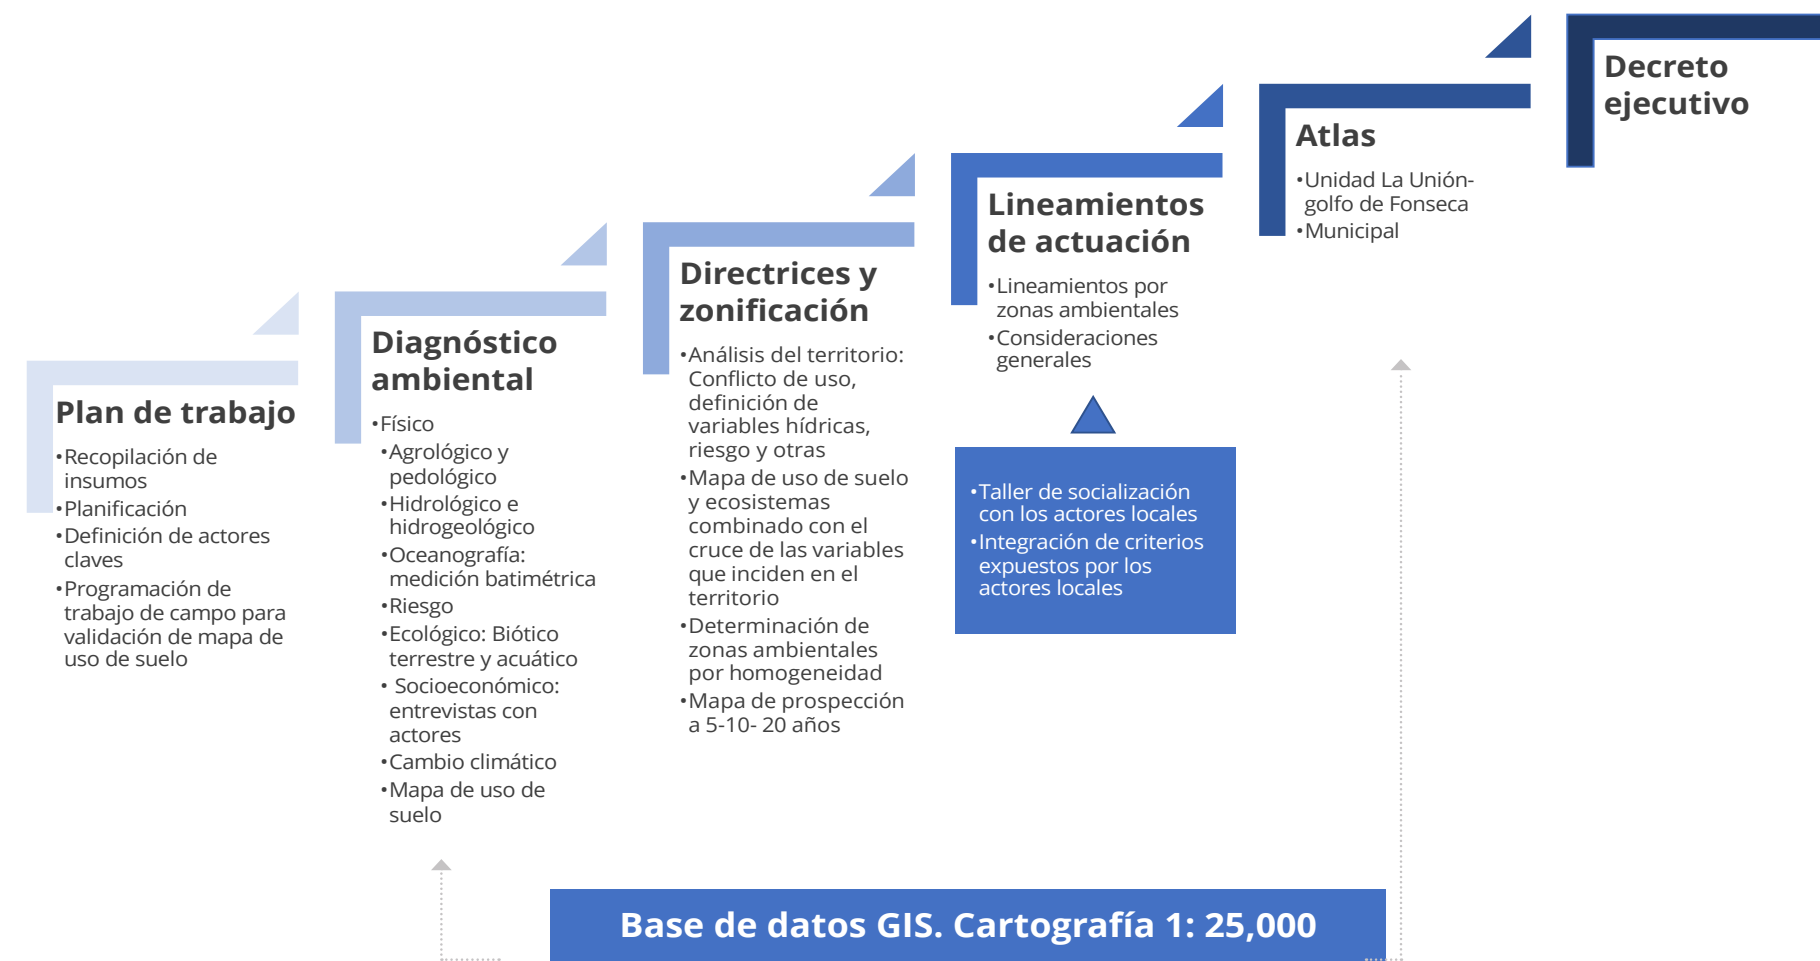 Plan de trabajo
•Recopilación de
insumos
•Planificación
•Definición de actores
claves
•Programación de
trabajo de campo para
validación de mapa de
uso de suelo
Diagnóstico
ambiental
•Físico
•Agrológico y
pedológico
•Hidrológico e
hidrogeológico
•Oceanografía:
medición batimétrica
•Riesgo
•Ecológico: Biótico
terrestre y acuático
• Socioeconómico:
entrevistas con
actores
•Cambio climático
•Mapa de uso de
suelo
Directrices y
zonificación
•Análisis del territorio:
Conflicto de uso,
definición de
variables hídricas,
riesgo y otras
•Mapa de uso de suelo
y ecosistemas
combinado con el
cruce de las variables
que inciden en el
territorio
•Determinación de
zonas ambientales
por homogeneidad
•Mapa de prospección
a 5-10- 20 años
Lineamientos
de actuación
•Lineamientos por
zonas ambientales
•Consideraciones
generales
•Taller de socialización
con los actores locales
•Integración de criterios
expuestos por los
actores locales
Atlas
•Unidad La Unión-
golfo de Fonseca
•Municipal
Decreto
ejecutivo
Base de datos GIS. Cartografía 1: 25,000